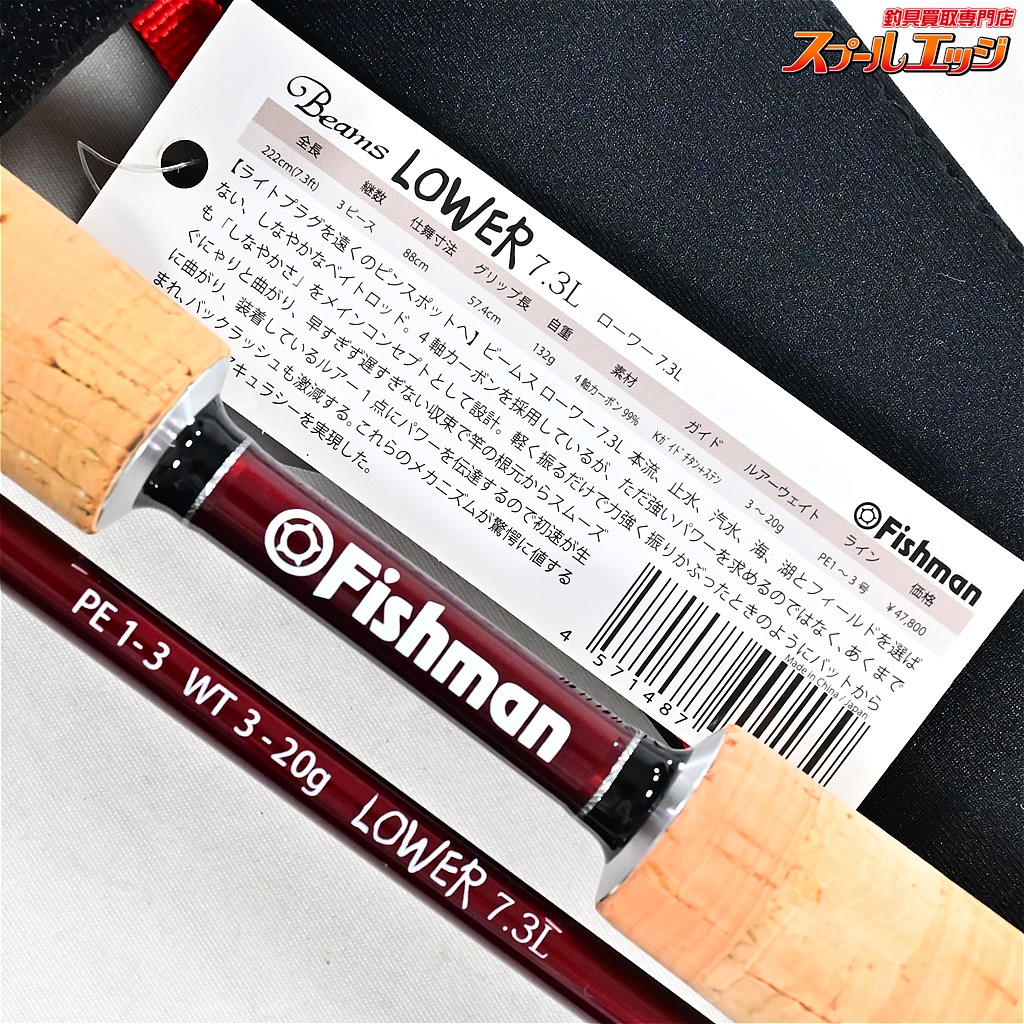 釣具買取専門店
スプールエッジ
Beams LOWER 7.3L ローワー 7.3L
全長 継数 仕舞寸法 グリップ長 自重 素材 ガイド ルアーウェイト ライン 価格
222cm(7.3ft) 3 ピース 88cm 57.4cm 132g 4 軸カーボン 99% Kガイド チタン+ステン 3 ~ 20g PE1 ~ 3 号 ¥47,800
【ライトプラグを遠くのピンスポットへ】ビームス ローワー 7.3L 本流、止水、汽水、海、湖とフィールドを選ば
ない、しなやかなベイトロッド。4 軸カーボンを採用しているが、ただ強いパワーを求めるのではなく、あくまで
も「しなやかさ」をメインコンセプトとして設計。軽く振るだけで力強く振りかぶったときのようにバットから
ぐにゃりと曲がり、早すぎず遅すぎない収束で竿の根元からスムーズ
に曲がり、装着しているルアー 1 点にパワーを伝達するので初速が生
まれ、バックラッシュも激減する。これらのメカニズムが驚愕に値する
アキュラシーを実現した。
Fishman
Made in China / Japan
4 571487
Fishman
PE 1-3 WT 3-20g LOWER 7.3L